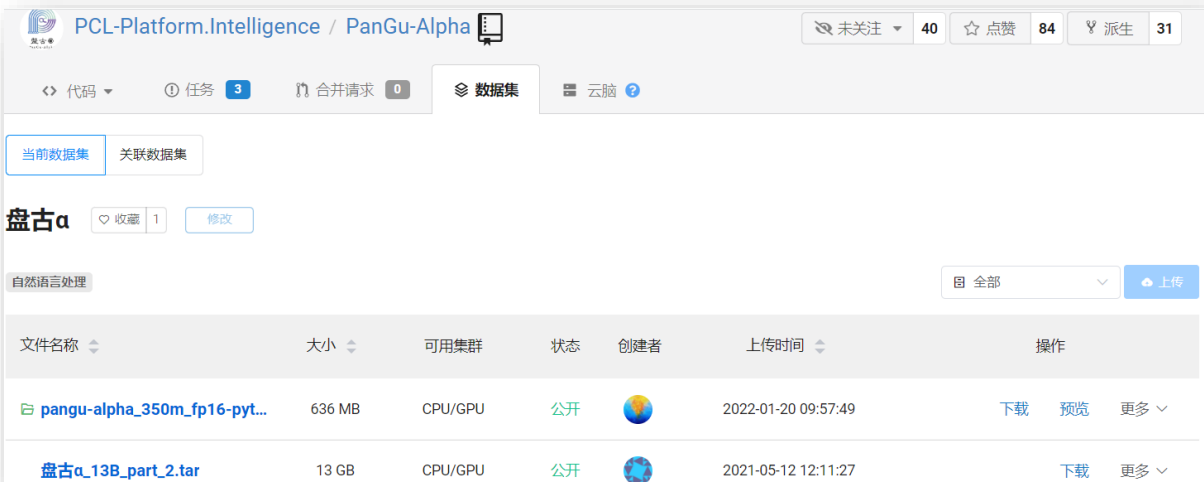 PCL-Platform.Intelligence / PanGu-Alpha 未关注 40 点赞 84 派生 31
代码 任务 3 合并请求 0 数据集 云脑 ?
当前数据集 关联数据集
盘古α 收藏 1 修改
自然语言处理 全部 上传
文件名称 大小 可用集群 状态 创建者 上传时间 操作
pangu-alpha_350m_fp16-pyt... 636 MB CPU/GPU 公开 2022-01-20 09:57:49 下载 预览 更多
盘古α_13B_part_2.tar 13 GB CPU/GPU 公开 2021-05-12 12:11:27 下载 更多